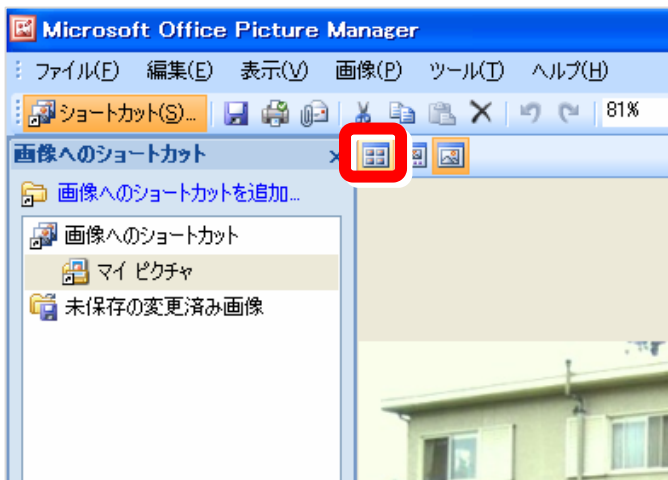 Microsoft Office Picture Manager
ファイル(F) 編集(E) 表示(V) 画像(P) ツール(T) ヘルプ(H)
ショートカット(S)... 81%
画像へのショートカット ×
画像へのショートカットを追加...
画像へのショートカット
マイ ピクチャ
未保存の変更済み画像